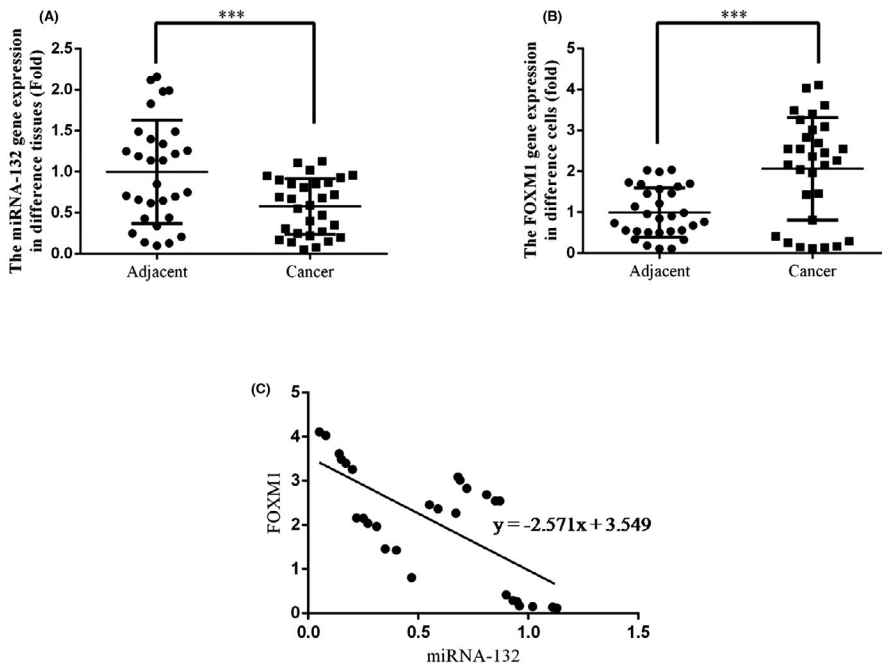 (A)
***
The miRNA-132 gene expression
in difference tissues (Fold)
2.5
2.0
1.5
1.0
0.5
0.0
Adjacent
Cancer
(B)
***
The FOXM1 gene expression
in difference cells (fold)
5
4
3
2
1
0
Adjacent
Cancer
(C)
FOXM1
5
4
3
2
1
0
y = -2.571x + 3.549
0.0
0.5
1.0
1.5
miRNA-132